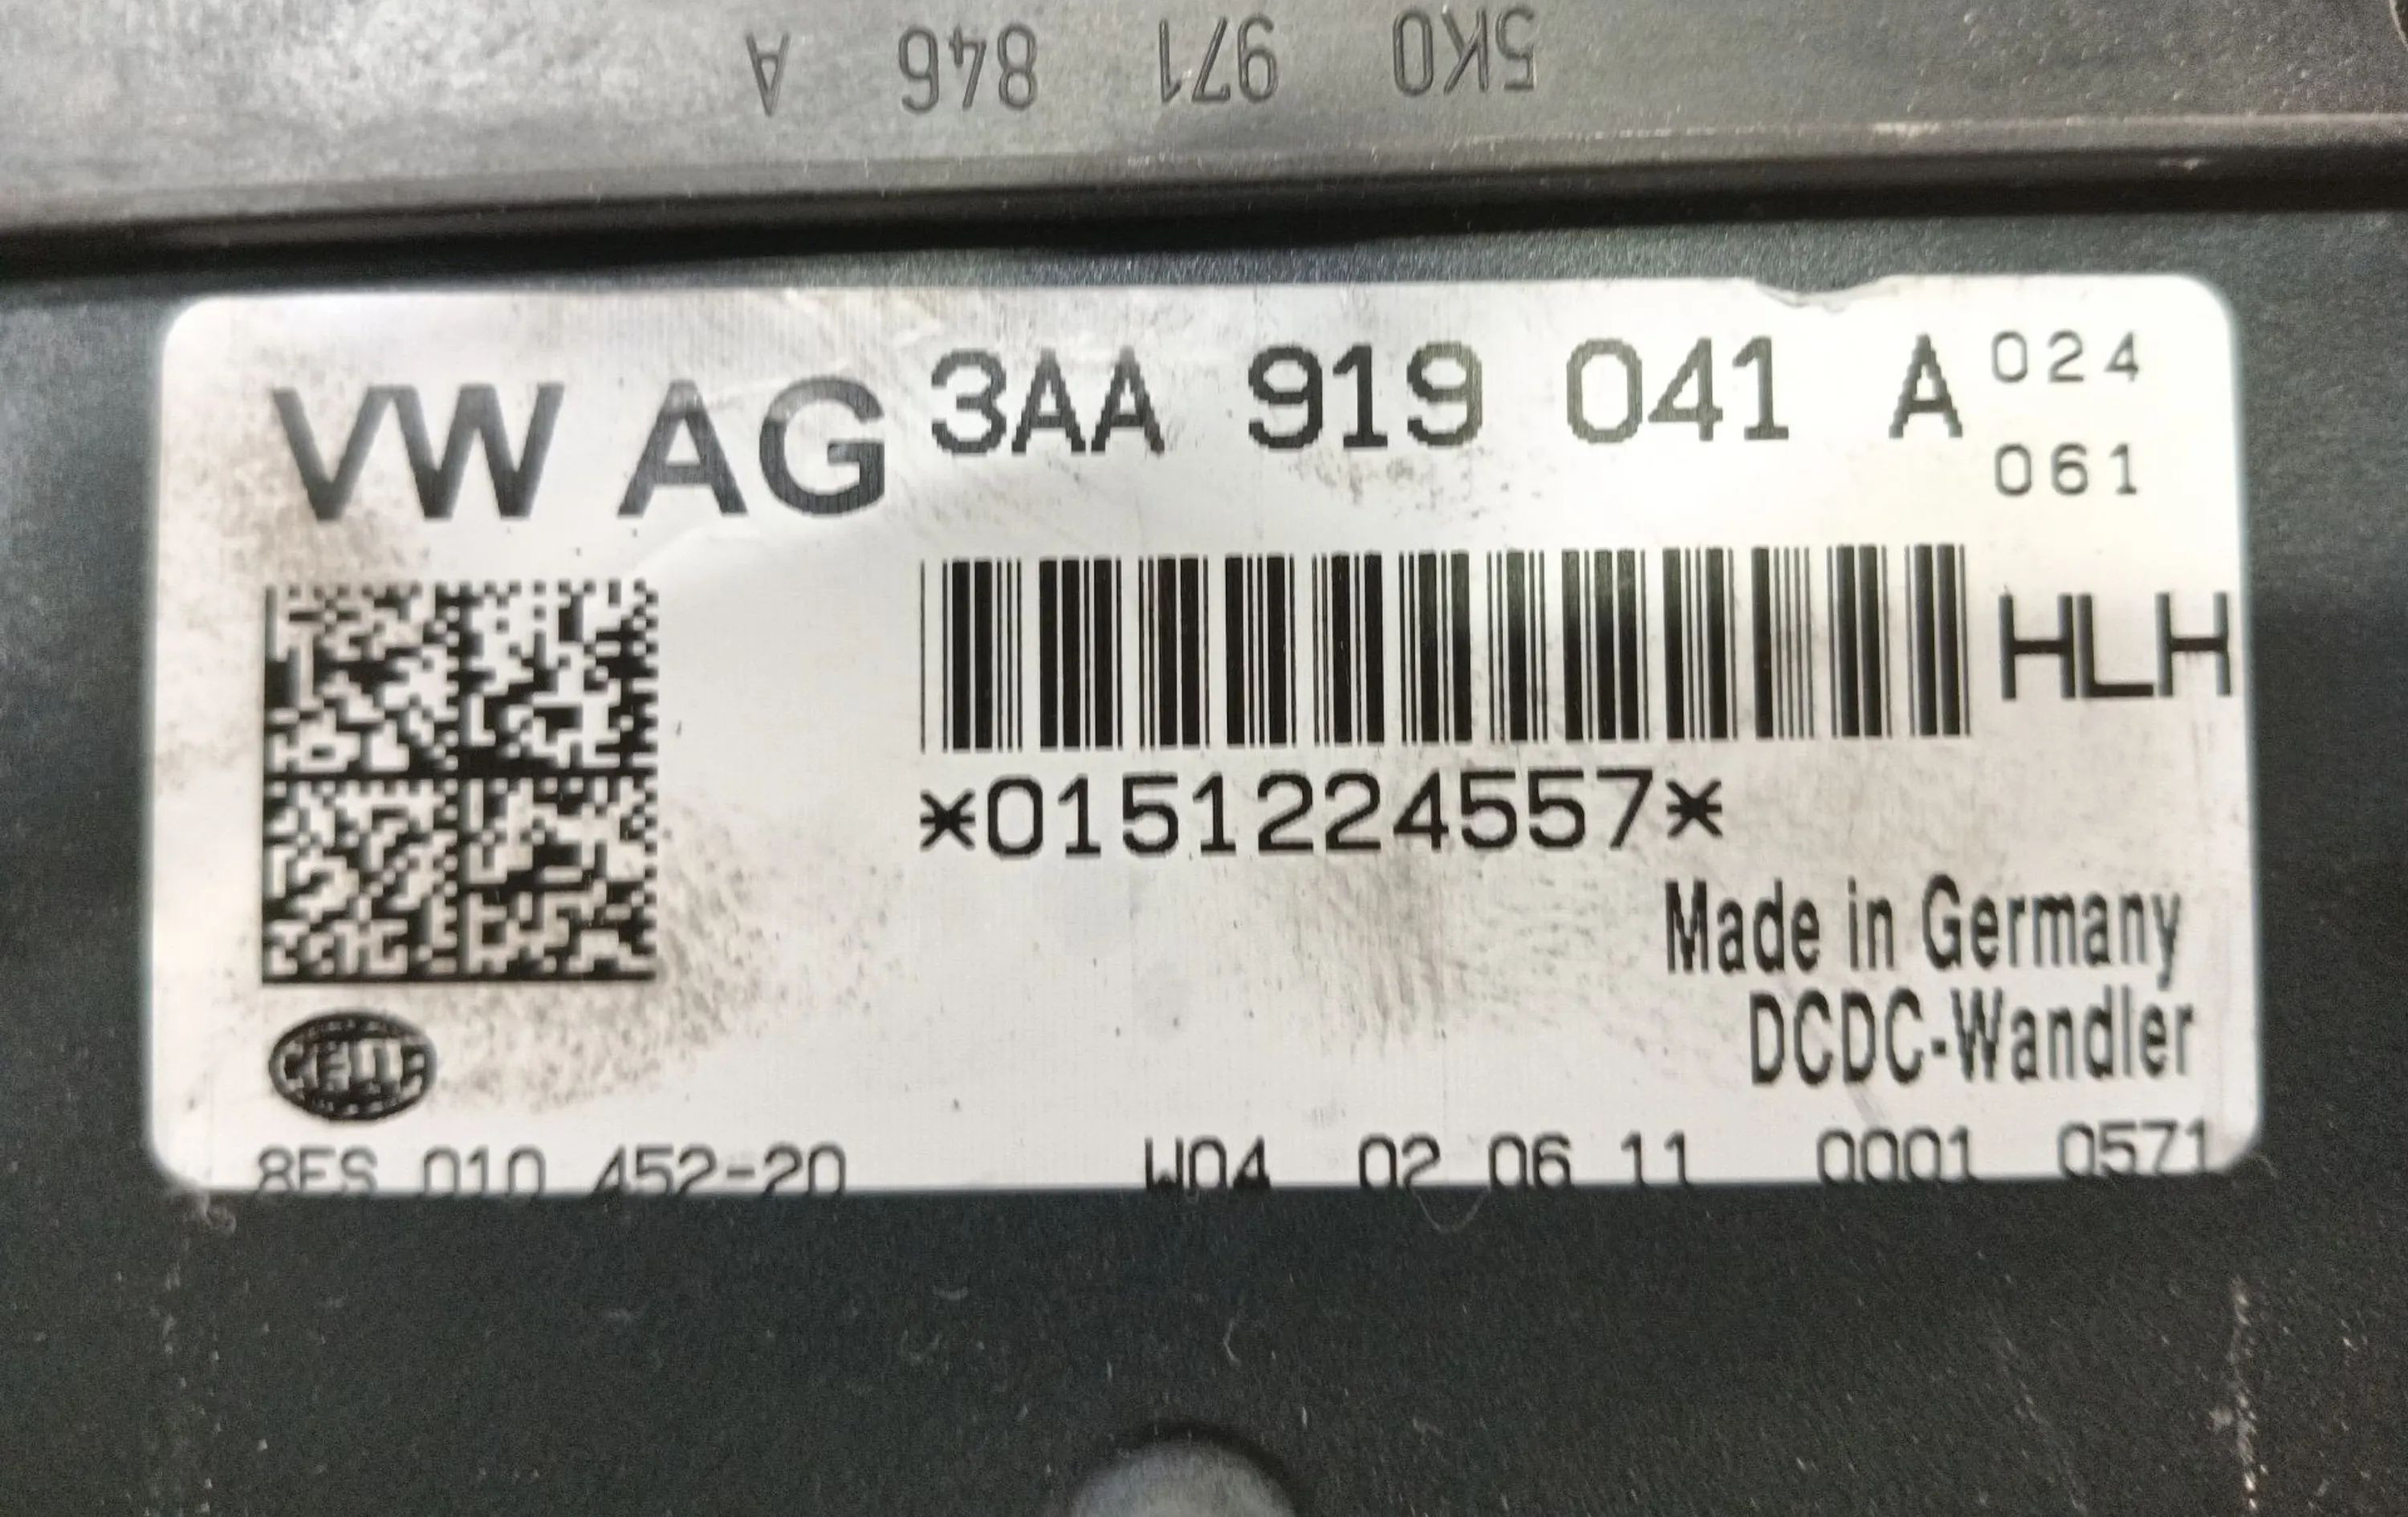 5K0 971 846 A
VW AG 3AA 919 041 A 024
061
HLH
*0151224557*
Made in Germany
DCDC-Wandler
HELLA
8ES 010 452-20 W04 02 06 11 0001 0571